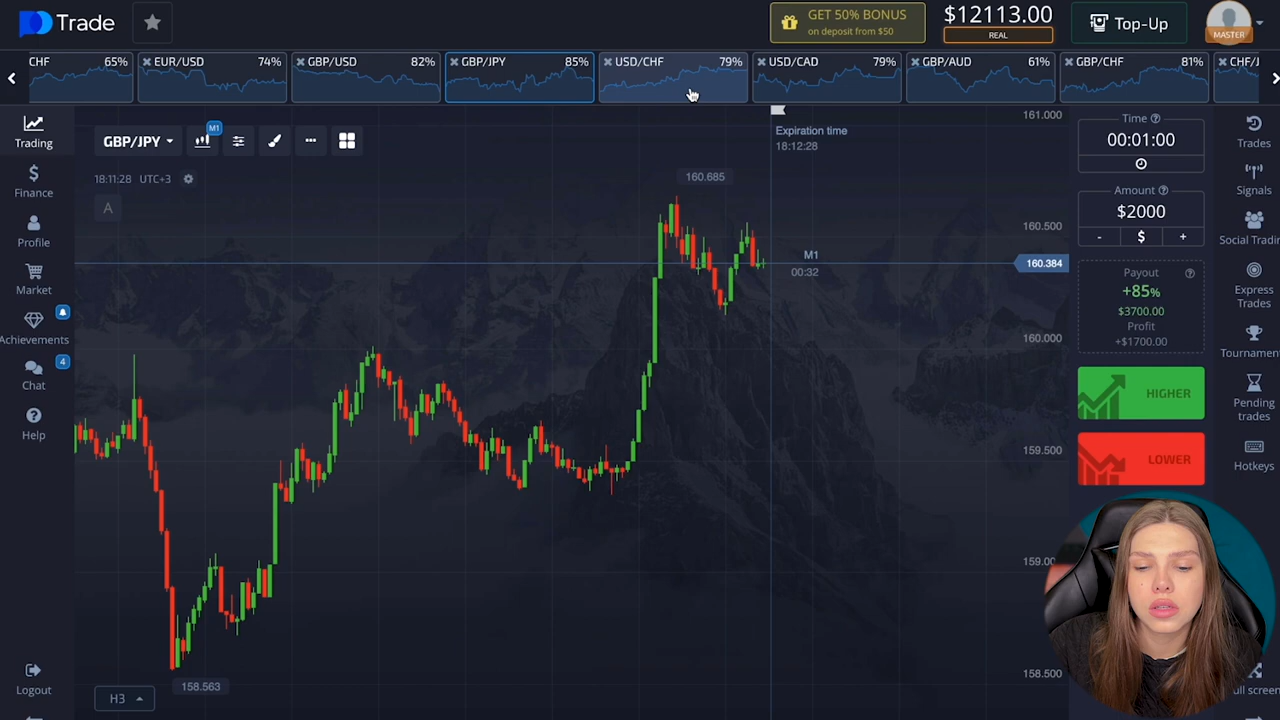 Trade
GET 50% BONUS
on deposit from $50
$12113.00
REAL
Top-Up
MASTER
CHF 65%
EUR/USD 74%
GBP/USD 82%
GBP/JPY 85%
USD/CHF 79%
USD/CAD 79%
GBP/AUD 61%
GBP/CHF 81%
CHF/J
Trading
Finance
Profile
Market
Achievements
4
Chat
Help
Logout
GBP/JPY
M1
18:11:28 UTC+3
A
Expiration time
18:12:28
160.685
M1
00:32
158.563
H3
161.000
160.500
160.384
160.000
159.500
159.00
158.500
Time
00:01:00
Amount
$2000
- $ +
Payout
+85%
$3700.00
Profit
+$1700.00
HIGHER
LOWER
Trades
Signals
Social Tradin
Express
Trades
Tournamen
Pending
trades
Hotkeys
ull screen